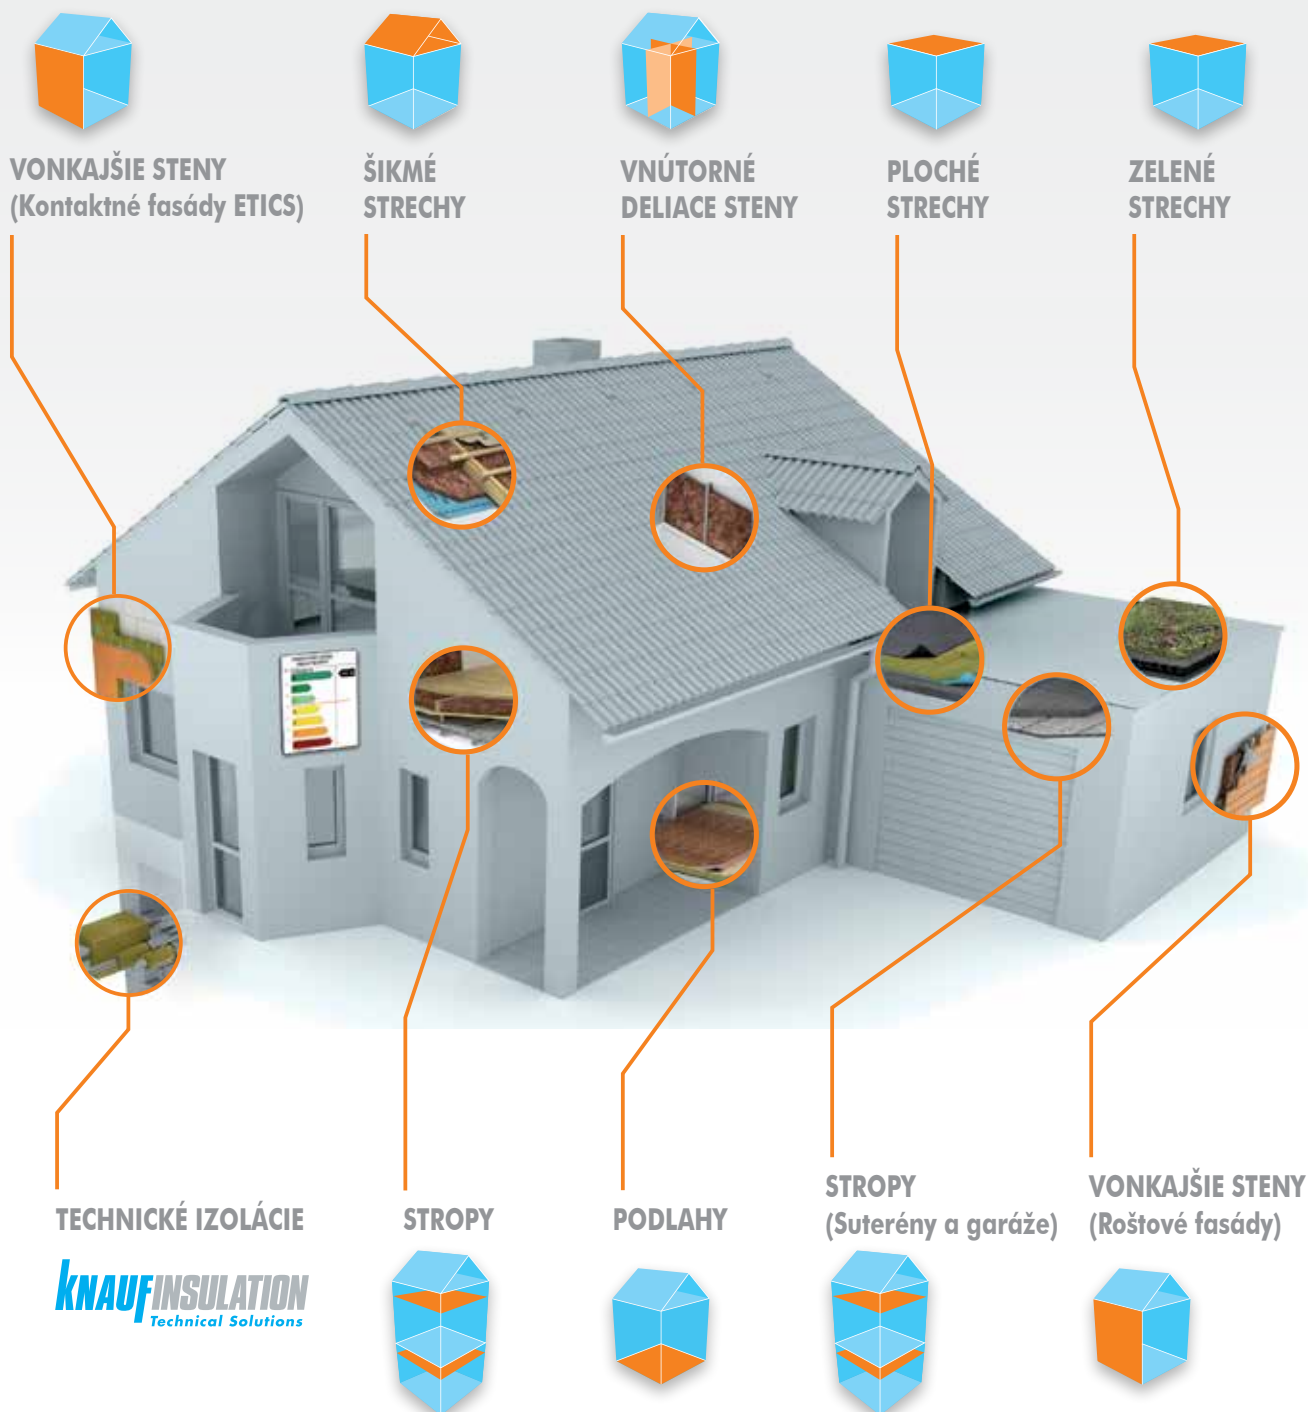 VONKAJŠIE STENY
(Kontaktné fasády ETICS)
ŠIKMÉ
STRECHY
VNÚTORNÉ
DELIACE STENY
PLOCHÉ
STRECHY
ZELENÉ
STRECHY
TECHNICKÉ IZOLÁCIE
KNAUFINSULATION
Technical Solutions
STROPY
PODLAHY
STROPY
(Suterény a garáže)
VONKAJŠIE STENY
(Roštové fasády)